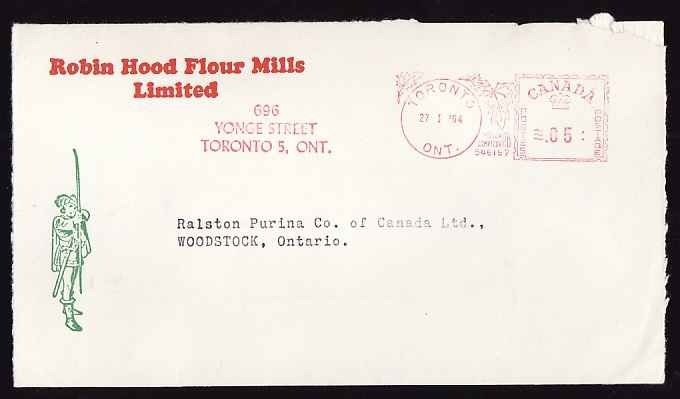 Robin Hood Flour Mills
Limited
696
YONGE STREET
TORONTO 5, ONT.
TORONTO
27 I '64
ONT.
CANADA
.05
Ralston Purina Co. of Canada Ltd.,
WOODSTOCK, Ontario.